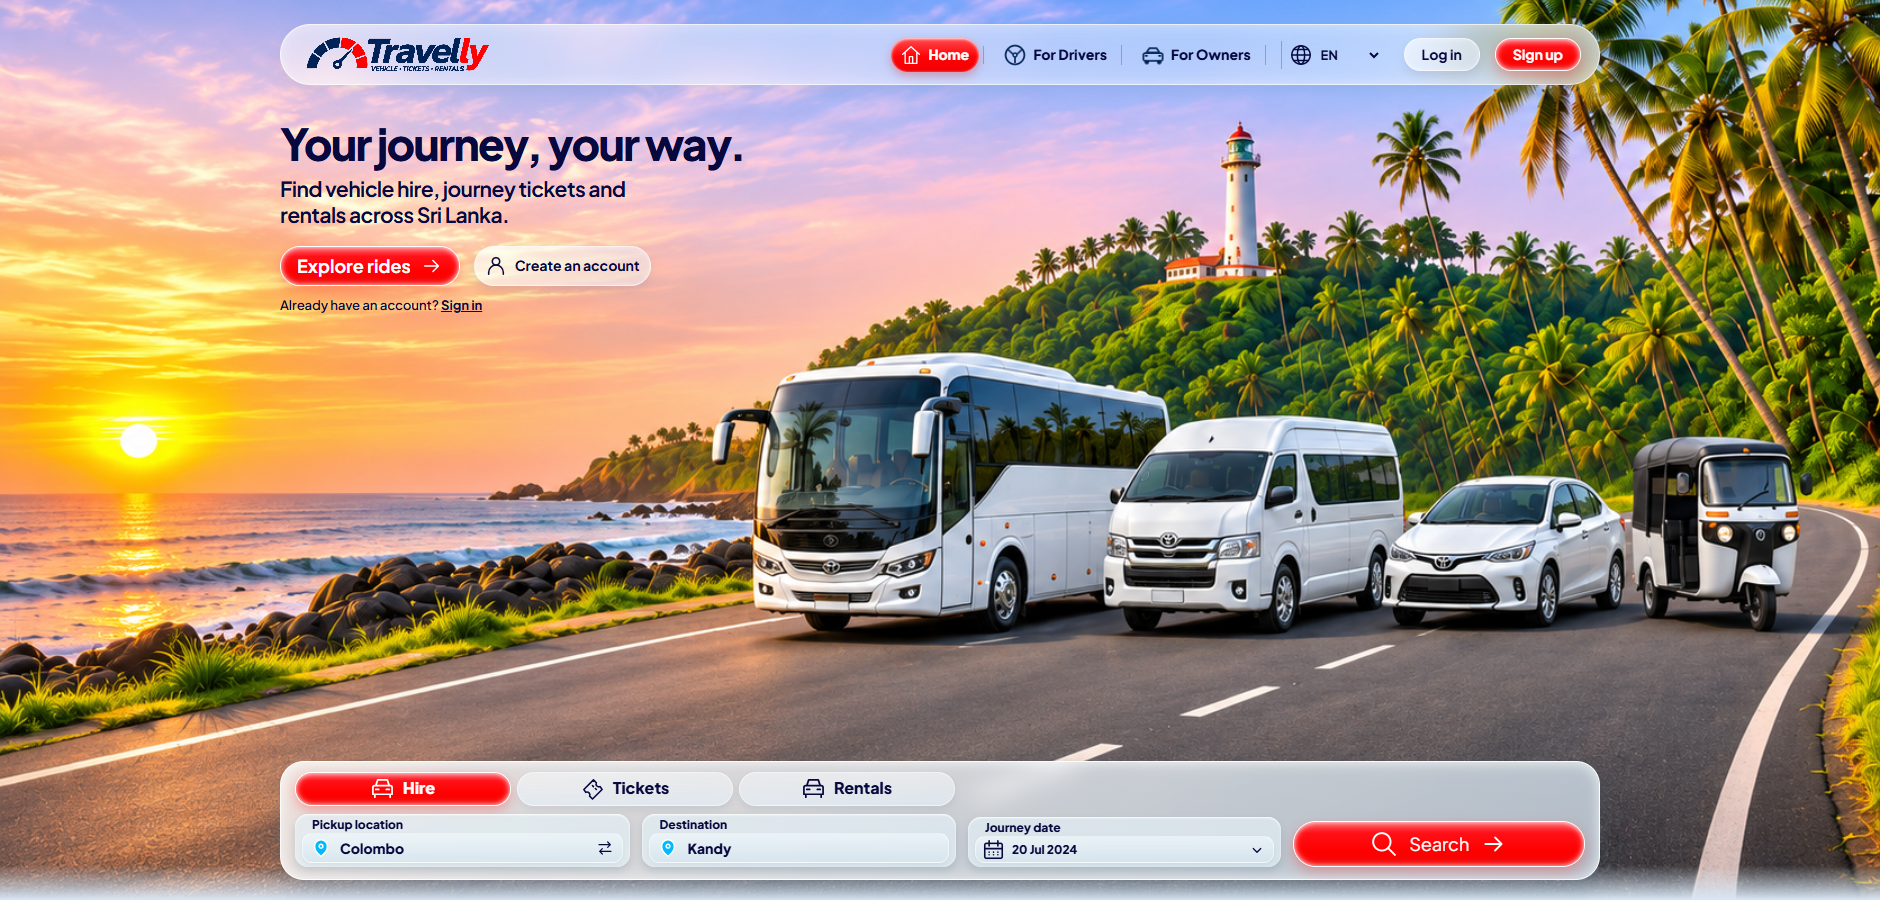 Travelly
VEHICLE • TICKETS • RENTALS
Home
For Drivers
For Owners
EN
Log in
Sign up
Your journey, your way.
Find vehicle hire, journey tickets and
rentals across Sri Lanka.
Explore rides
Create an account
Already have an account? Sign in
Hire
Tickets
Rentals
Pickup location
Colombo
Destination
Kandy
Journey date
20 Jul 2024
Search